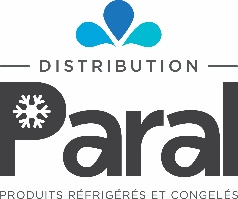 DISTRIBUTION
Paral
PRODUITS RÉFRIGÉRÉS ET CONGELÉS